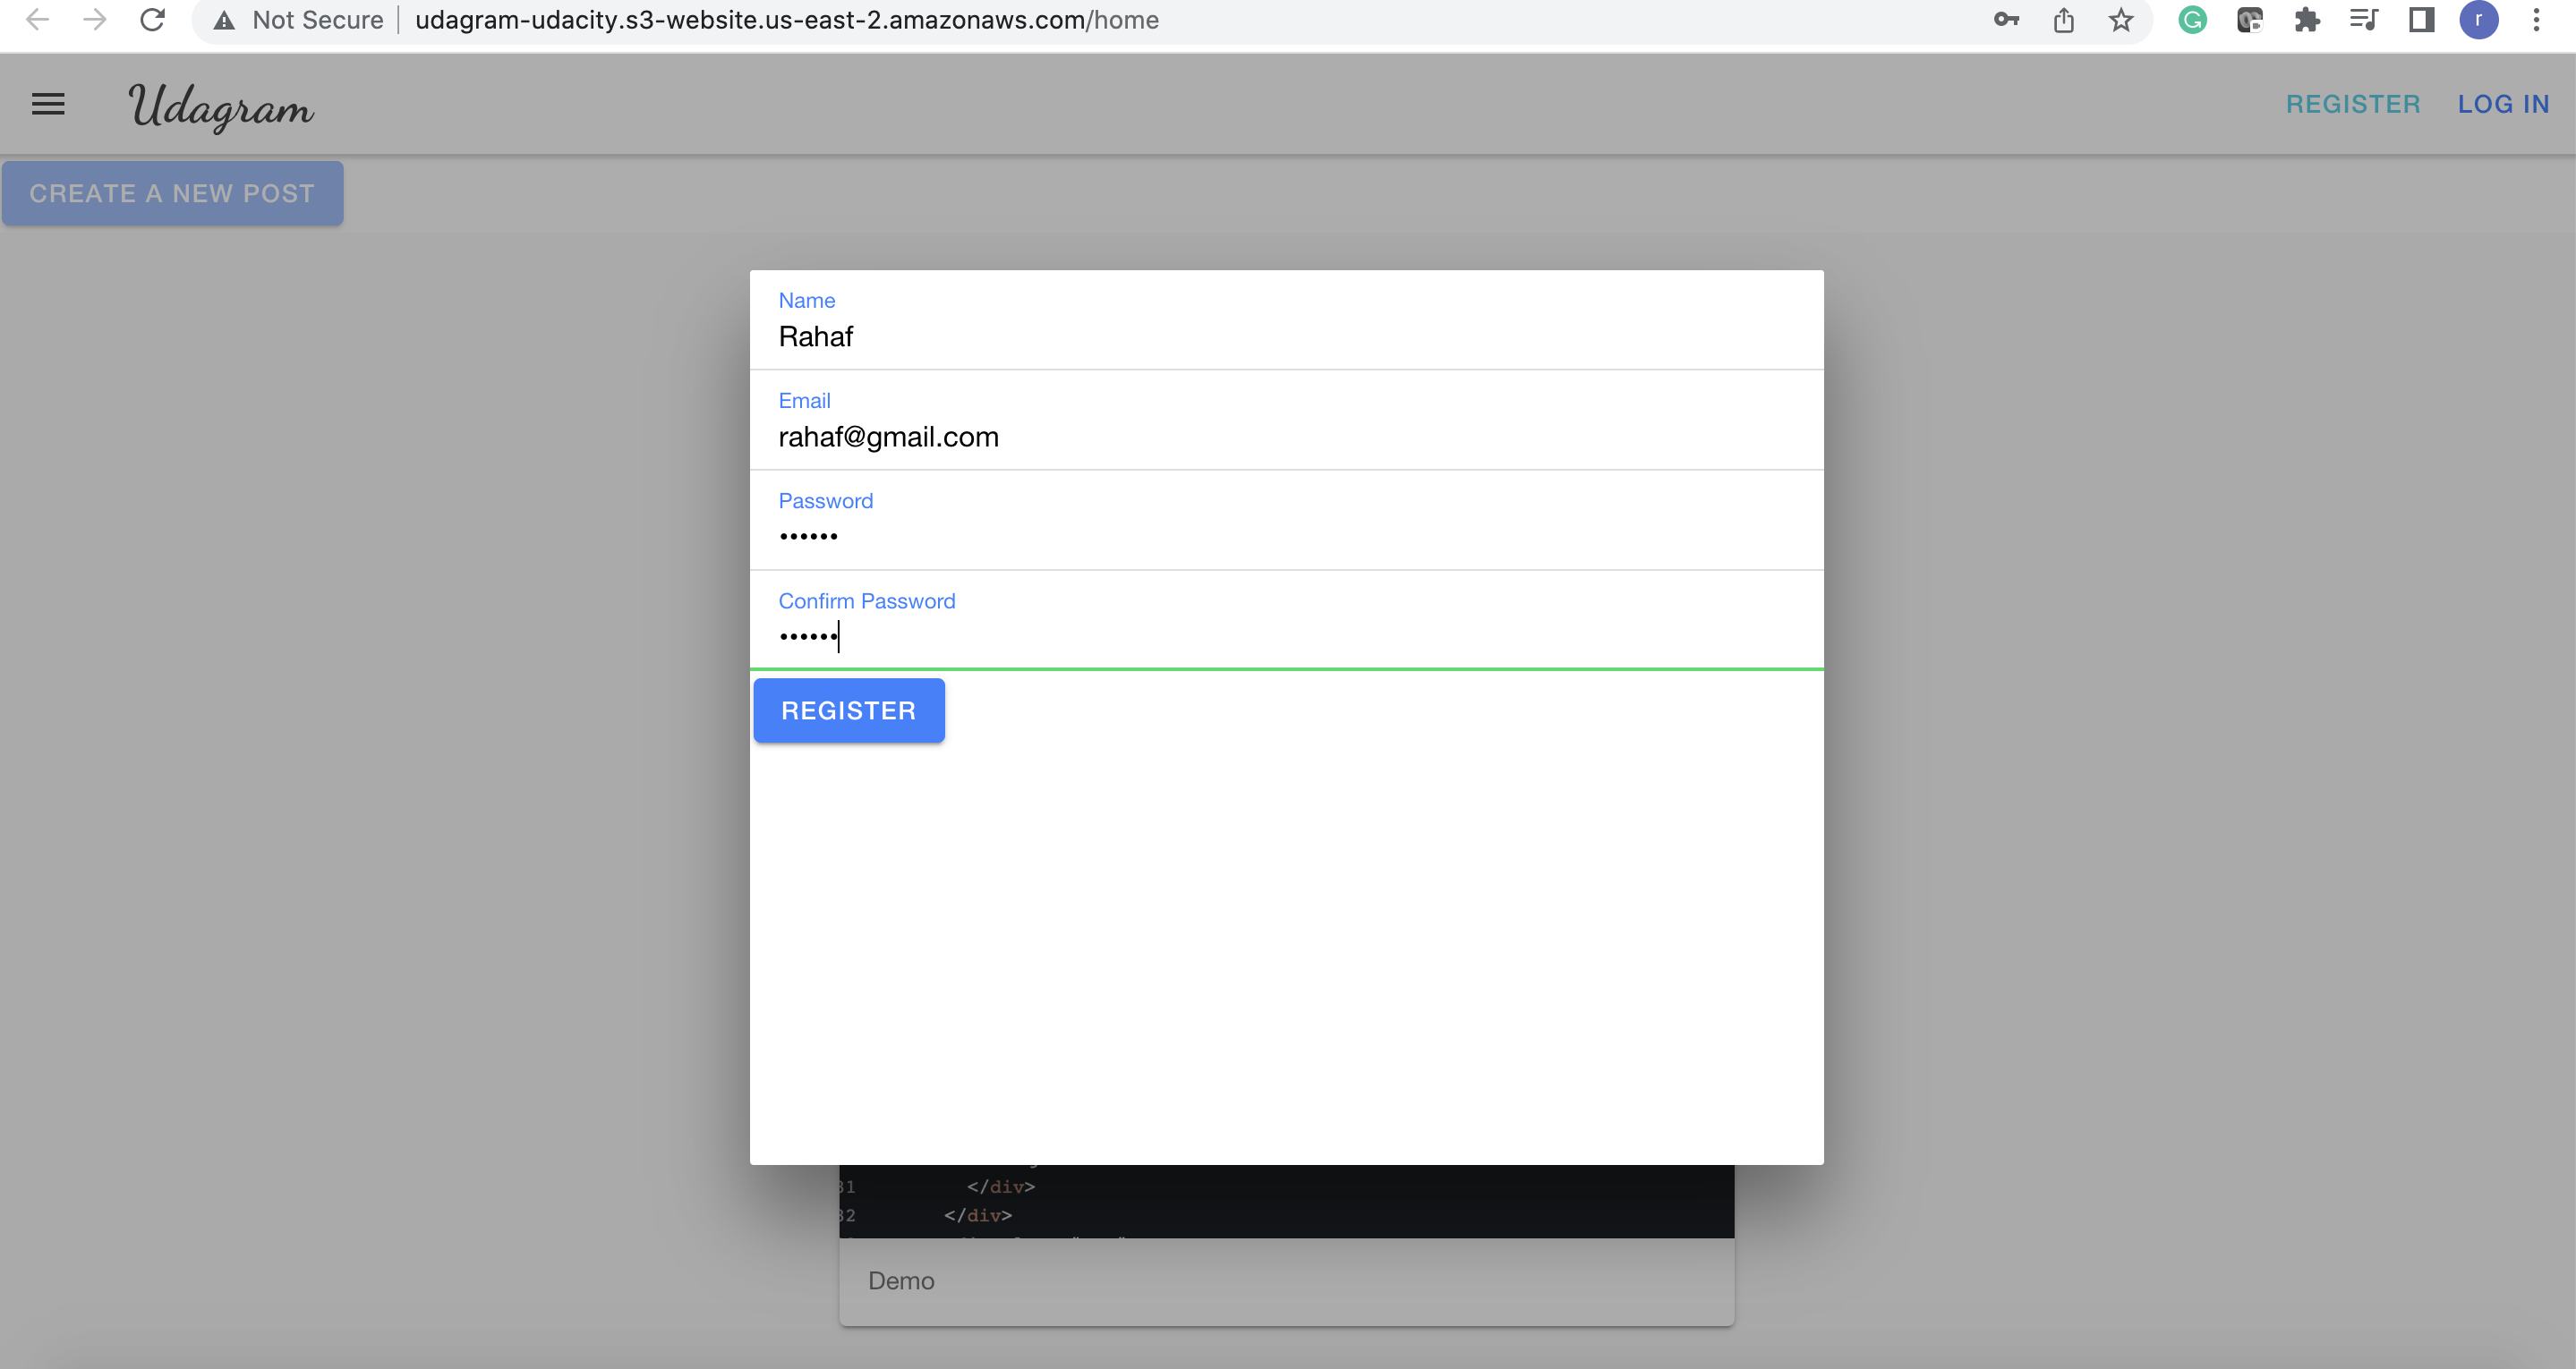 Not Secure udagram-udacity.s3-website.us-east-2.amazonaws.com/home
r
Udagram
REGISTER LOG IN
CREATE A NEW POST
Name
Rahaf
Email
rahaf@gmail.com
Password
••••••
Confirm Password
••••••
REGISTER
31 </div>
32 </div>
Demo